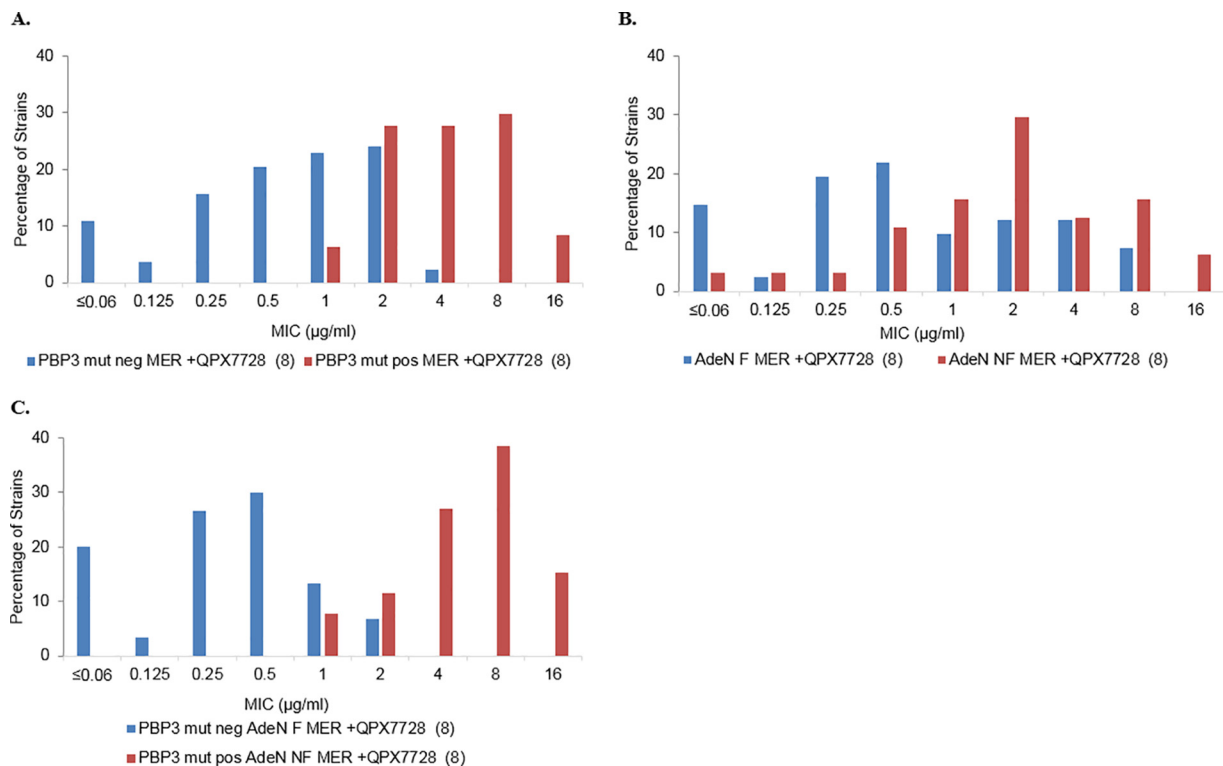 A.
40
30
20
10
0
Percentage of Strains
≤0.06 0.125 0.25 0.5 1 2 4 8 16
MIC (µg/ml)
PBP3 mut neg MER +QPX7728 (8) PBP3 mut pos MER +QPX7728 (8)
B.
40
30
20
10
0
Percentage of Strains
≤0.06 0.125 0.25 0.5 1 2 4 8 16
MIC (µg/ml)
AdeN F MER +QPX7728 (8) AdeN NF MER +QPX7728 (8)
C.
40
30
20
10
0
Percentage of Strains
≤0.06 0.125 0.25 0.5 1 2 4 8 16
MIC (µg/ml)
PBP3 mut neg AdeN F MER +QPX7728 (8)
PBP3 mut pos AdeN NF MER +QPX7728 (8)